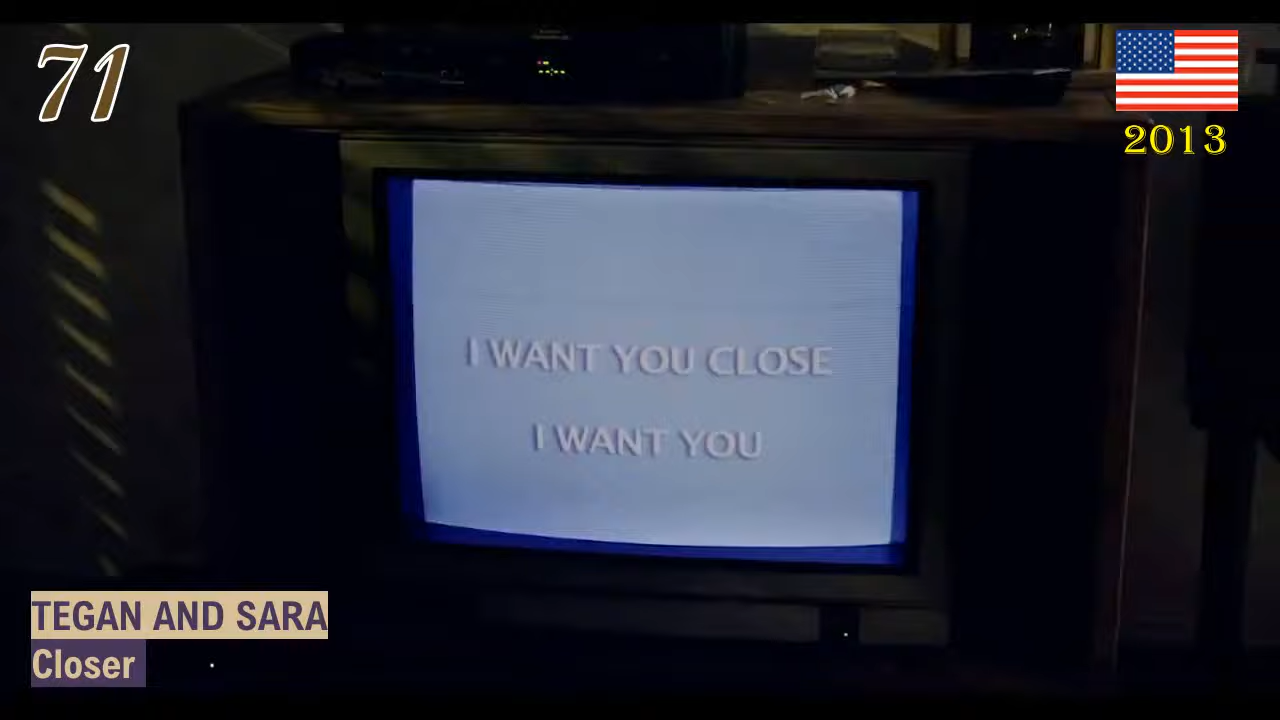 71
2013
I WANT YOU CLOSE
I WANT YOU
TEGAN AND SARA
Closer